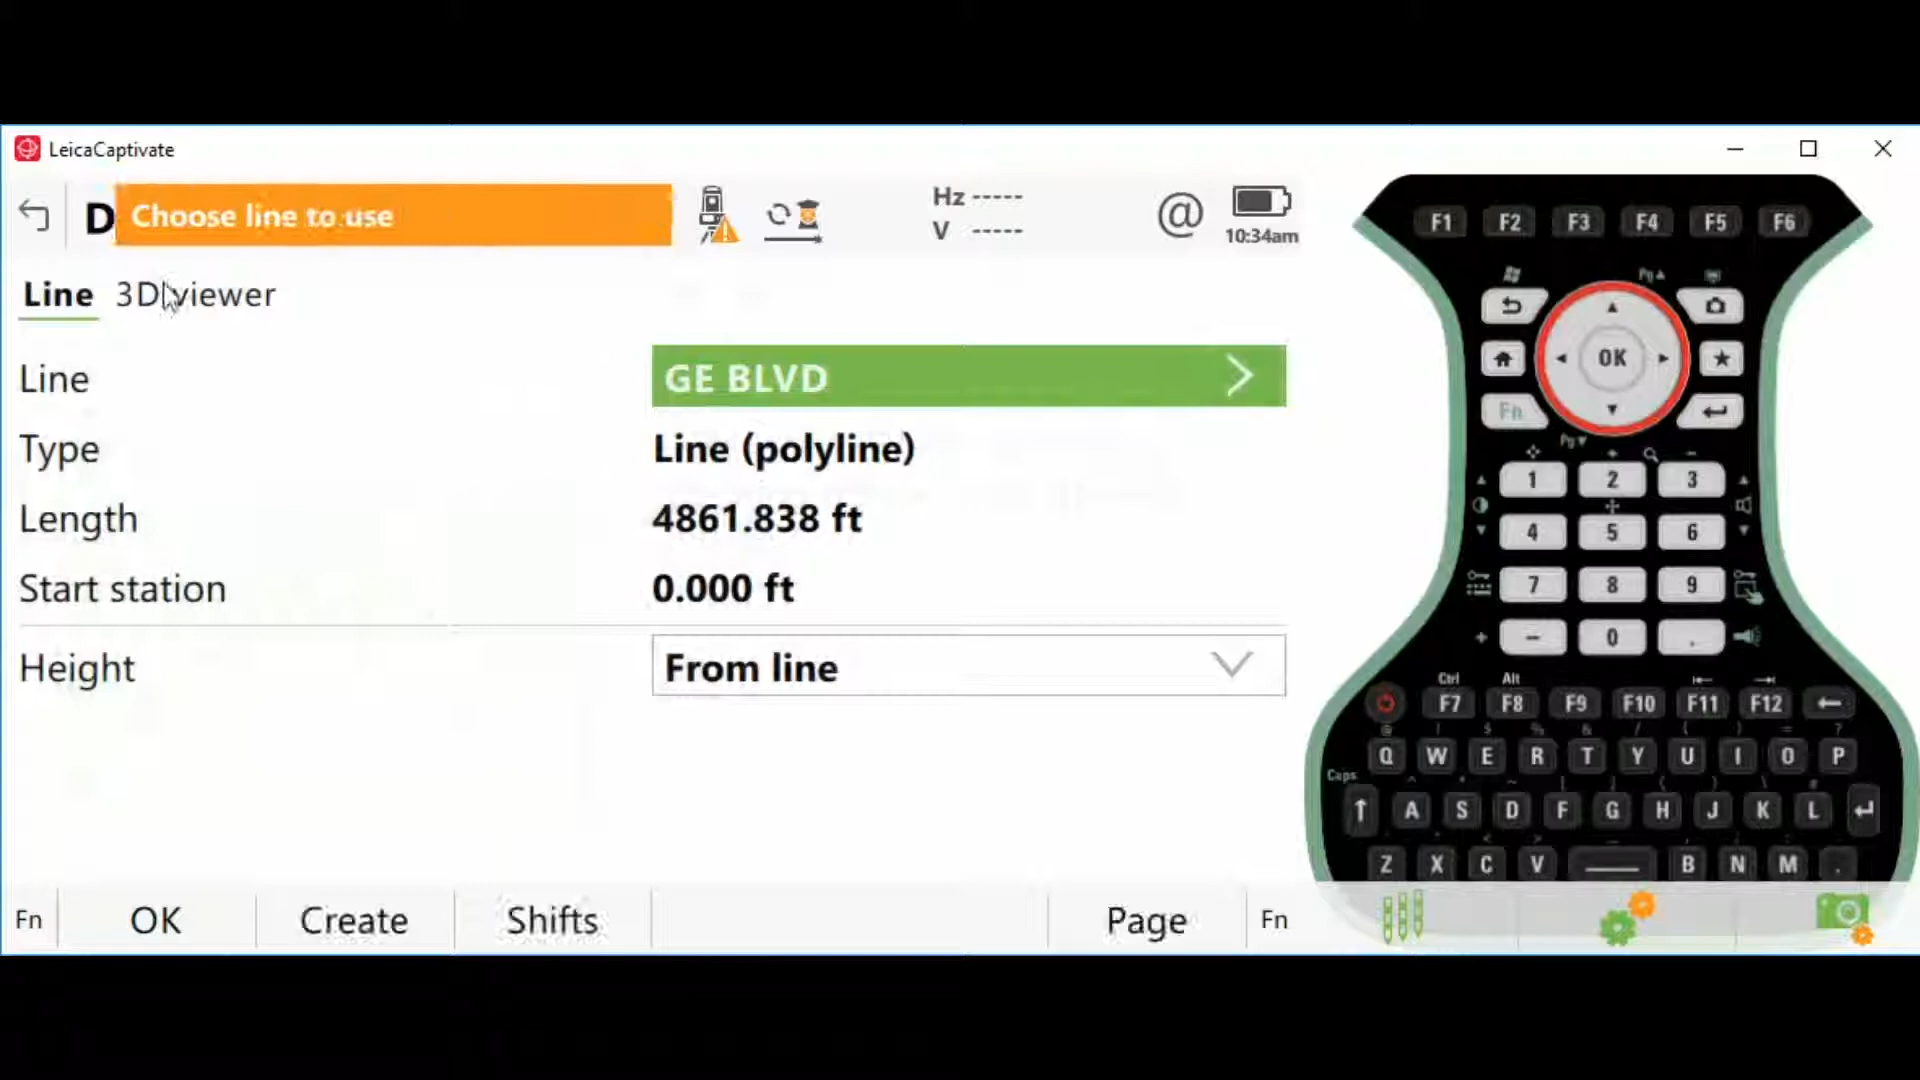 LeicaCaptivate
D Choose line to use
Hz -----
V -----
@
10:34am
Line 3D viewer
Line GE BLVD
Type Line (polyline)
Length 4861.838 ft
Start station 0.000 ft
Height From line
Fn OK Create Shifts Page Fn
F1 F2 F3 F4 F5 F6
Pg
OK
Fn
Pg
1 2 3
4 5 6
7 8 9
+ - 0 .
Ctrl Alt
F7 F8 F9 F10 F11 F12
Q W E R T Y U I O P
Caps
A S D F G H J K L
Z X C V B N M .